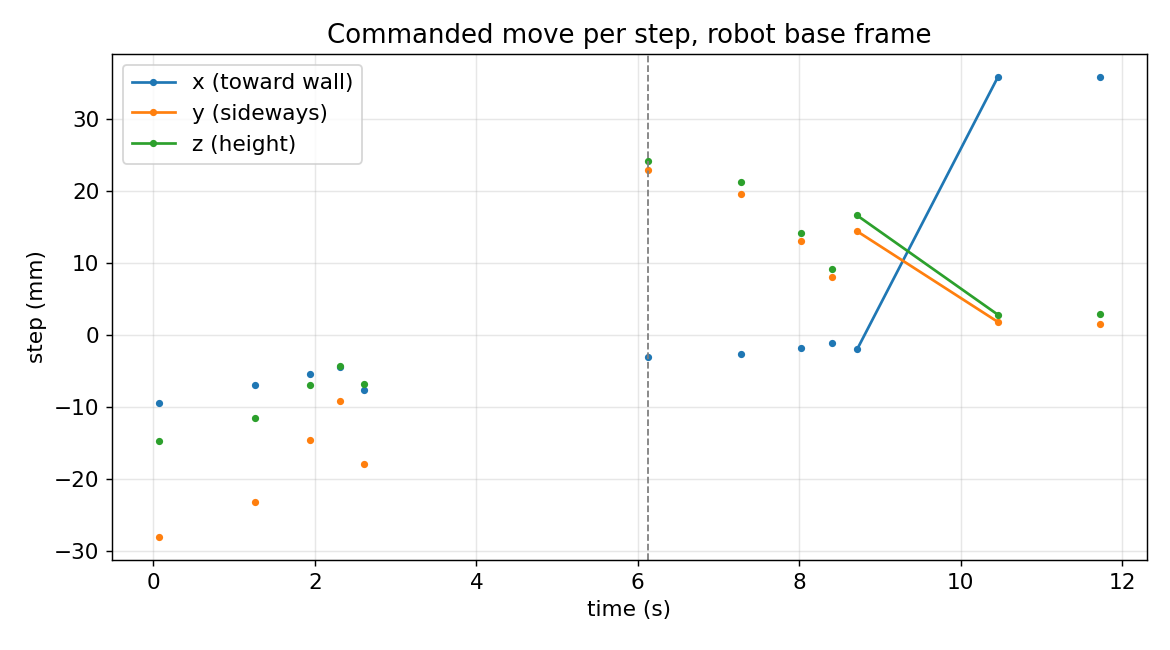 Commanded move per step, robot base frame
x (toward wall)
y (sideways)
z (height)
30
20
10
0
−10
−20
−30
step (mm)
0 2 4 6 8 10 12
time (s)